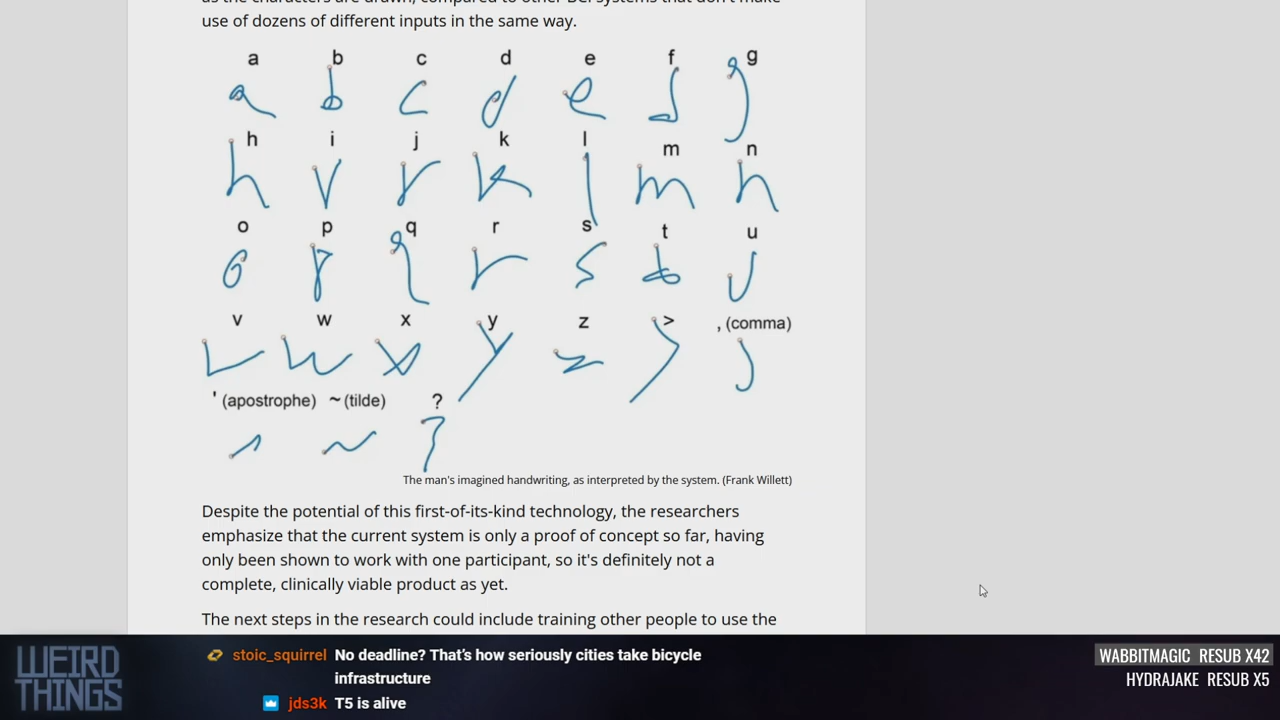 as the characters are drawn, compared to other BCI systems that don't make
use of dozens of different inputs in the same way.
a b c d e f g
a b c d e f g
h i j k l m n
h i j k l m n
o p q r s t u
o p q r s t u
v w x y z > , (comma)
v w x y z > ,
' (apostrophe) ~ (tilde) ?
' ~ ?
The man's imagined handwriting, as interpreted by the system. (Frank Willett)
Despite the potential of this first-of-its-kind technology, the researchers
emphasize that the current system is only a proof of concept so far, having
only been shown to work with one participant, so it's definitely not a
complete, clinically viable product as yet.
The next steps in the research could include training other people to use the
WEIRD THINGS
stoic_squirrel No deadline? That's how seriously cities take bicycle
infrastructure
jds3k T5 is alive
WABBITMAGIC RESUB X42
HYDRAJAKE RESUB X5